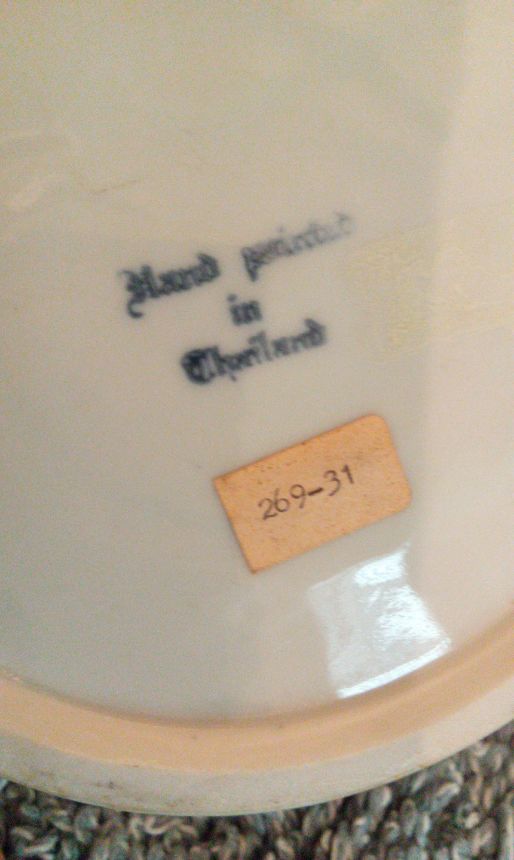 Hand painted
in
Thailand
269-31